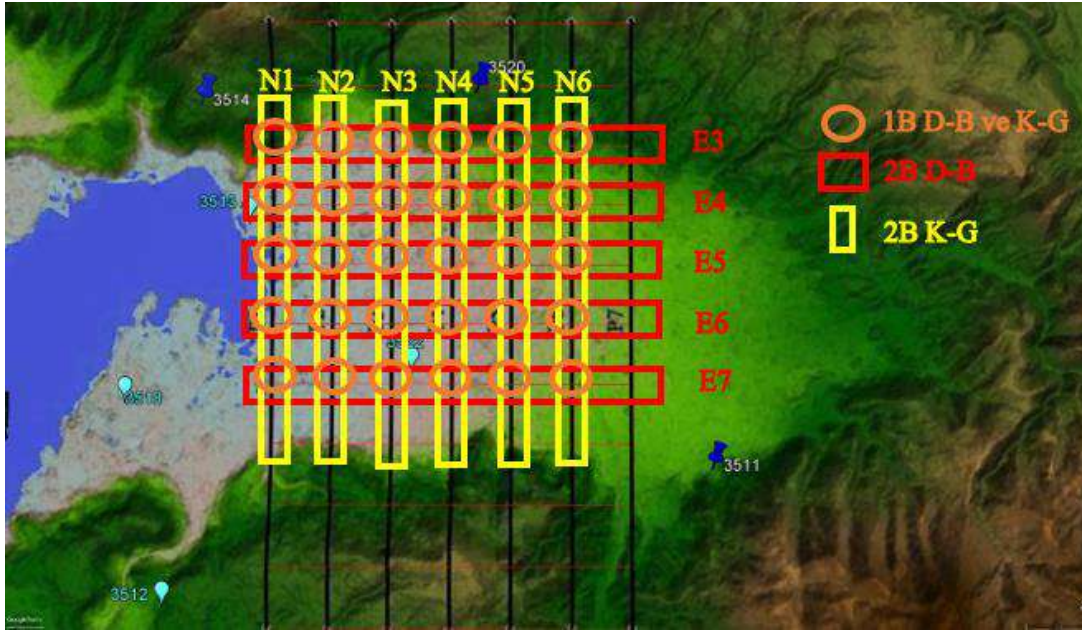 3520
N1 N2 N3 N4 N5 N6
3514
1B D-B ve K-G
E3
2B D-B
3513
E4
2B K-G
E5
P7
E6
E7
3519
3511
3512